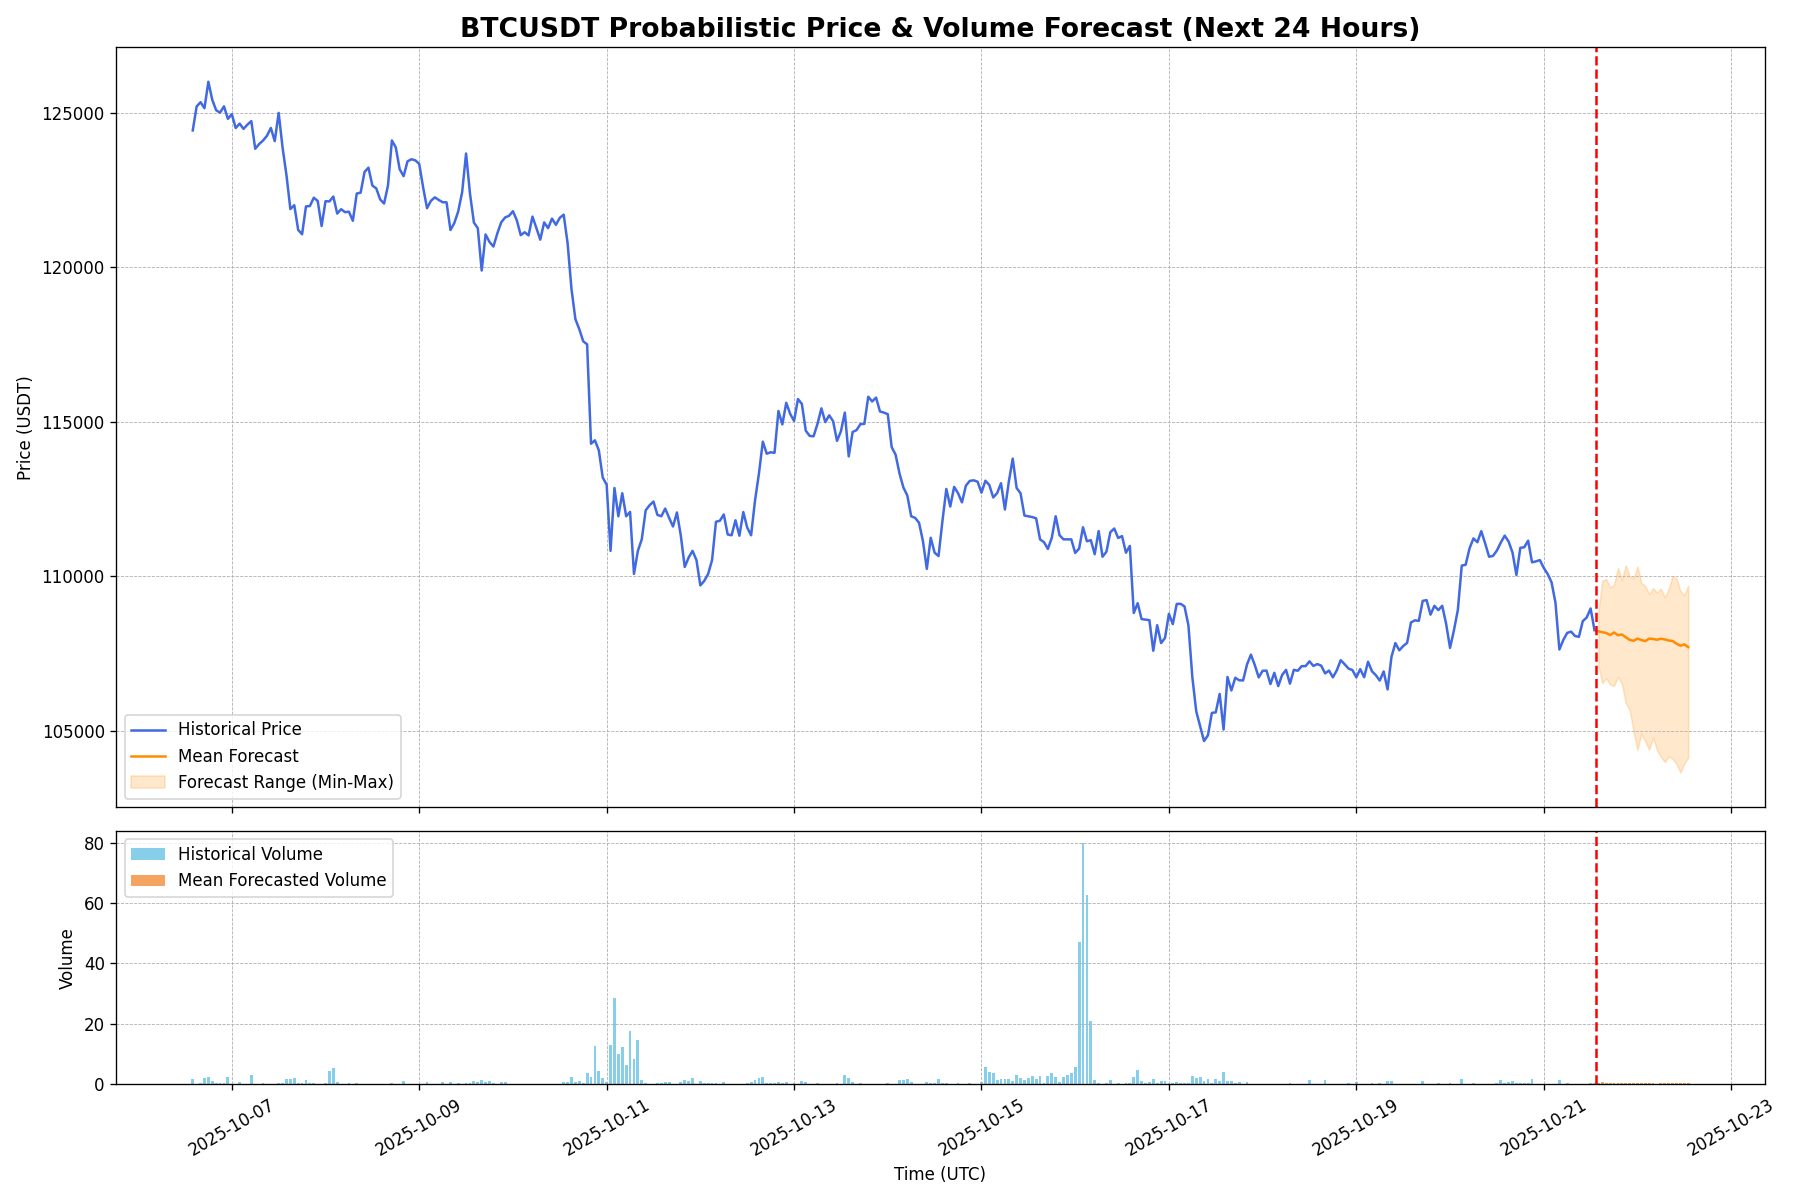 BTCUSDT Probabilistic Price & Volume Forecast (Next 24 Hours)
Price (USDT)
125000
120000
115000
110000
105000
Historical Price
Mean Forecast
Forecast Range (Min-Max)
Volume
80
60
40
20
0
Historical Volume
Mean Forecasted Volume
2025-10-07
2025-10-09
2025-10-11
2025-10-13
2025-10-15
2025-10-17
2025-10-19
2025-10-21
2025-10-23
Time (UTC)